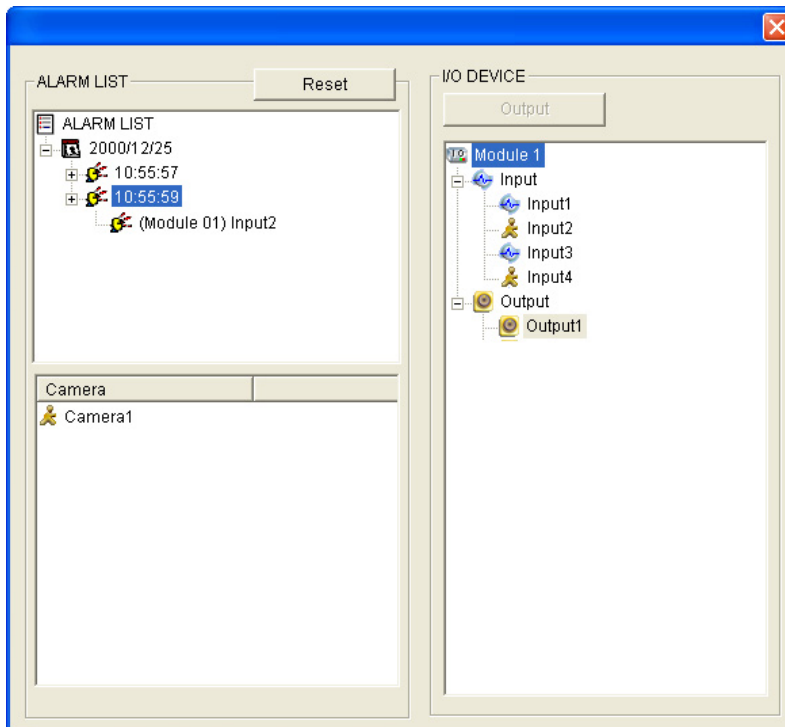 ALARM LIST
Reset
ALARM LIST
2000/12/25
10:55:57
10:55:59
(Module 01) Input2
Camera
Camera1
I/O DEVICE
Output
Module 1
Input
Input1
Input2
Input3
Input4
Output
Output1